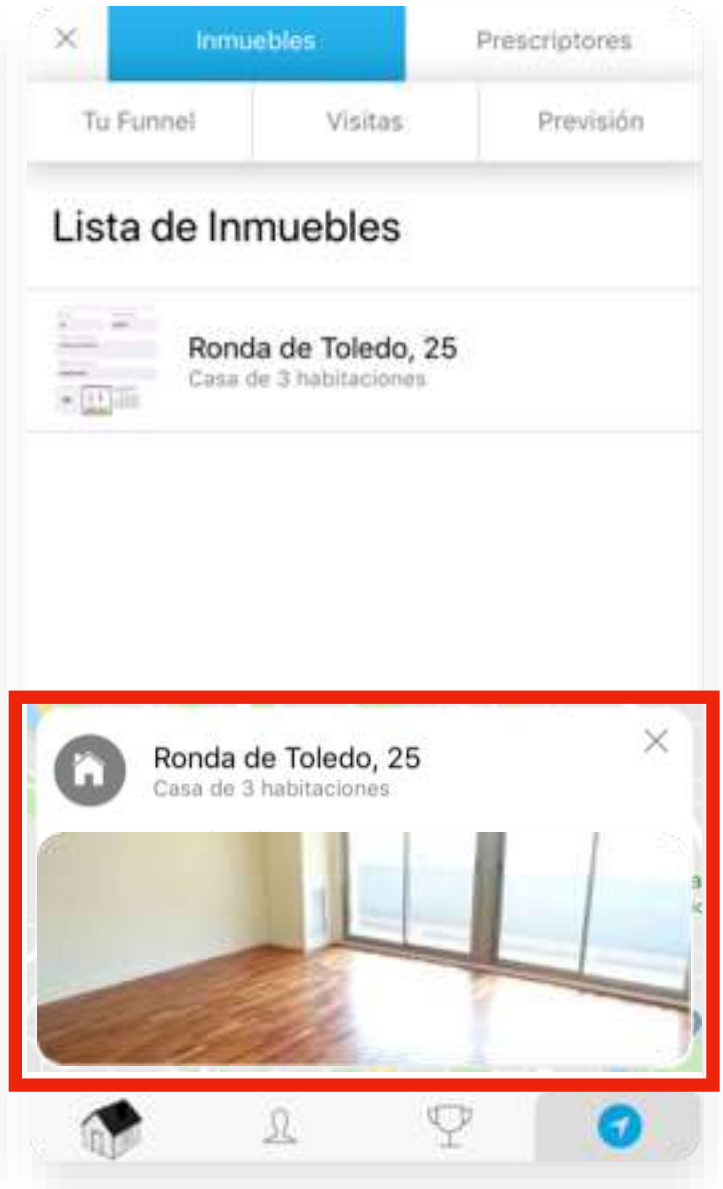 Inmuebles
Prescriptores
Tu Funnel
Visitas
Previsión
Lista de Inmuebles
Ronda de Toledo, 25
Casa de 3 habitaciones
Ronda de Toledo, 25
Casa de 3 habitaciones